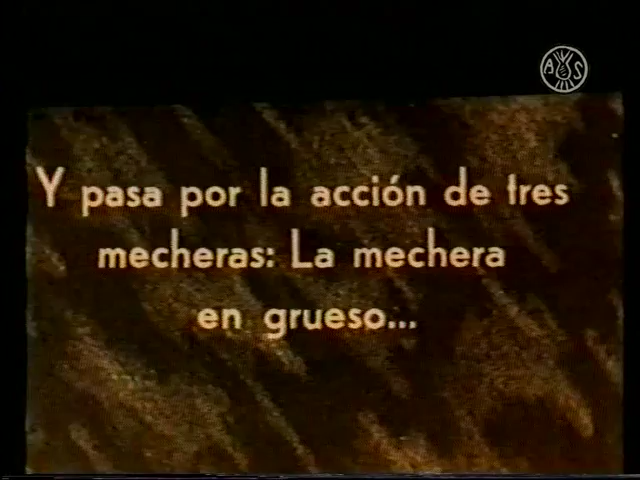 A S
Y pasa por la acción de tres
mecheras: La mechera
en grueso...